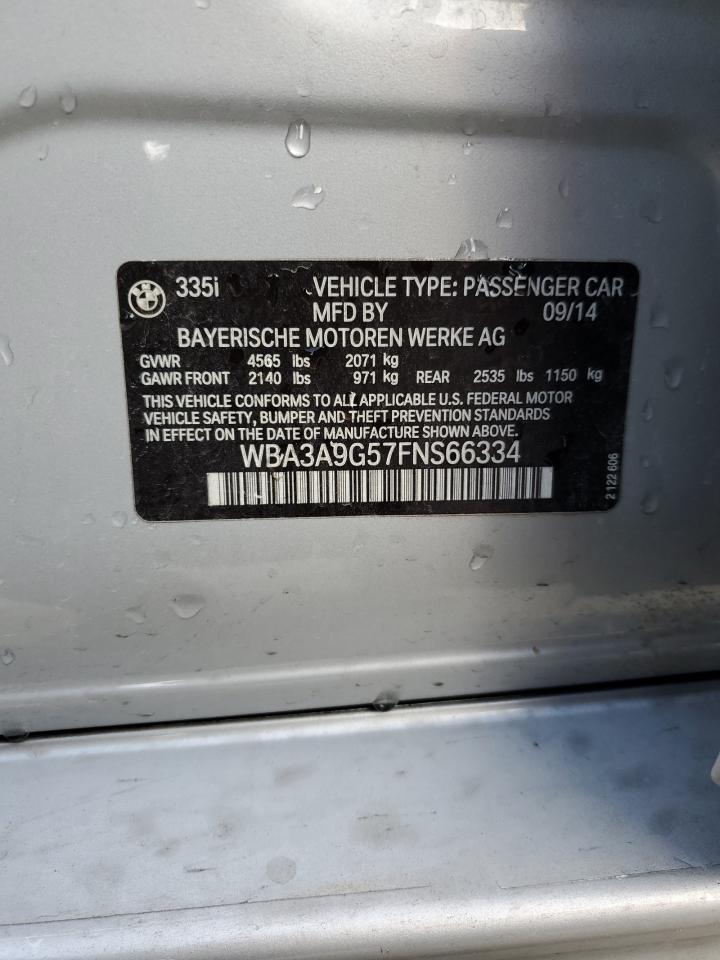 335i VEHICLE TYPE: PASSENGER CAR
MFD BY 09/14
BAYERISCHE MOTOREN WERKE AG
GVWR 4565 lbs 2071 kg
GAWR FRONT 2140 lbs 971 kg REAR 2535 lbs 1150 kg
THIS VEHICLE CONFORMS TO ALL APPLICABLE U.S. FEDERAL MOTOR
VEHICLE SAFETY, BUMPER AND THEFT PREVENTION STANDARDS
IN EFFECT ON THE DATE OF MANUFACTURE SHOWN ABOVE.
WBA3A9G57FNS66334
2 122 606